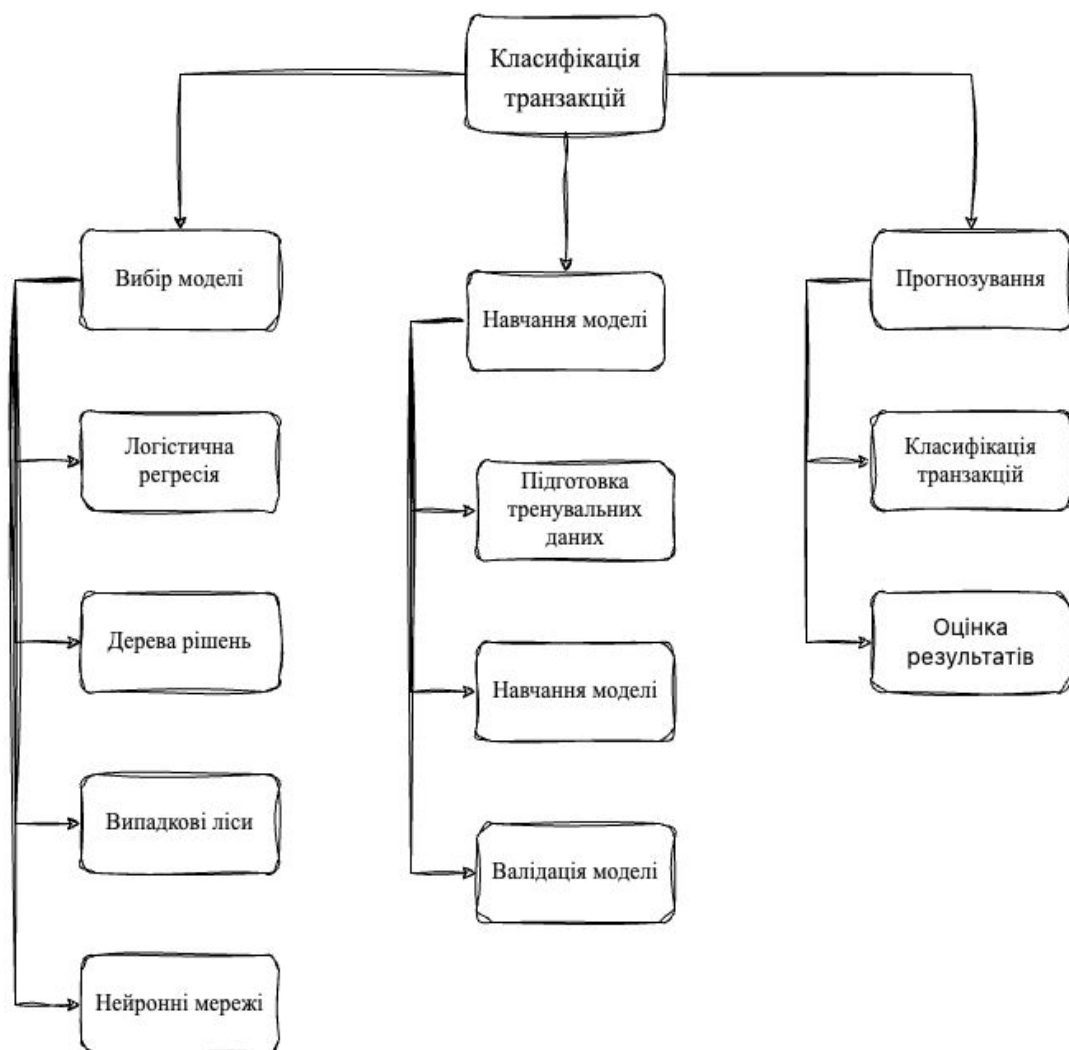 Класифікація
транзакцій
Вибір моделі
Логістична
регресія
Дерева рішень
Випадкові ліси
Нейронні мережі
Навчання моделі
Підготовка
тренувальних
даних
Навчання моделі
Валідація моделі
Прогнозування
Класифікація
транзакцій
Оцінка
результатів